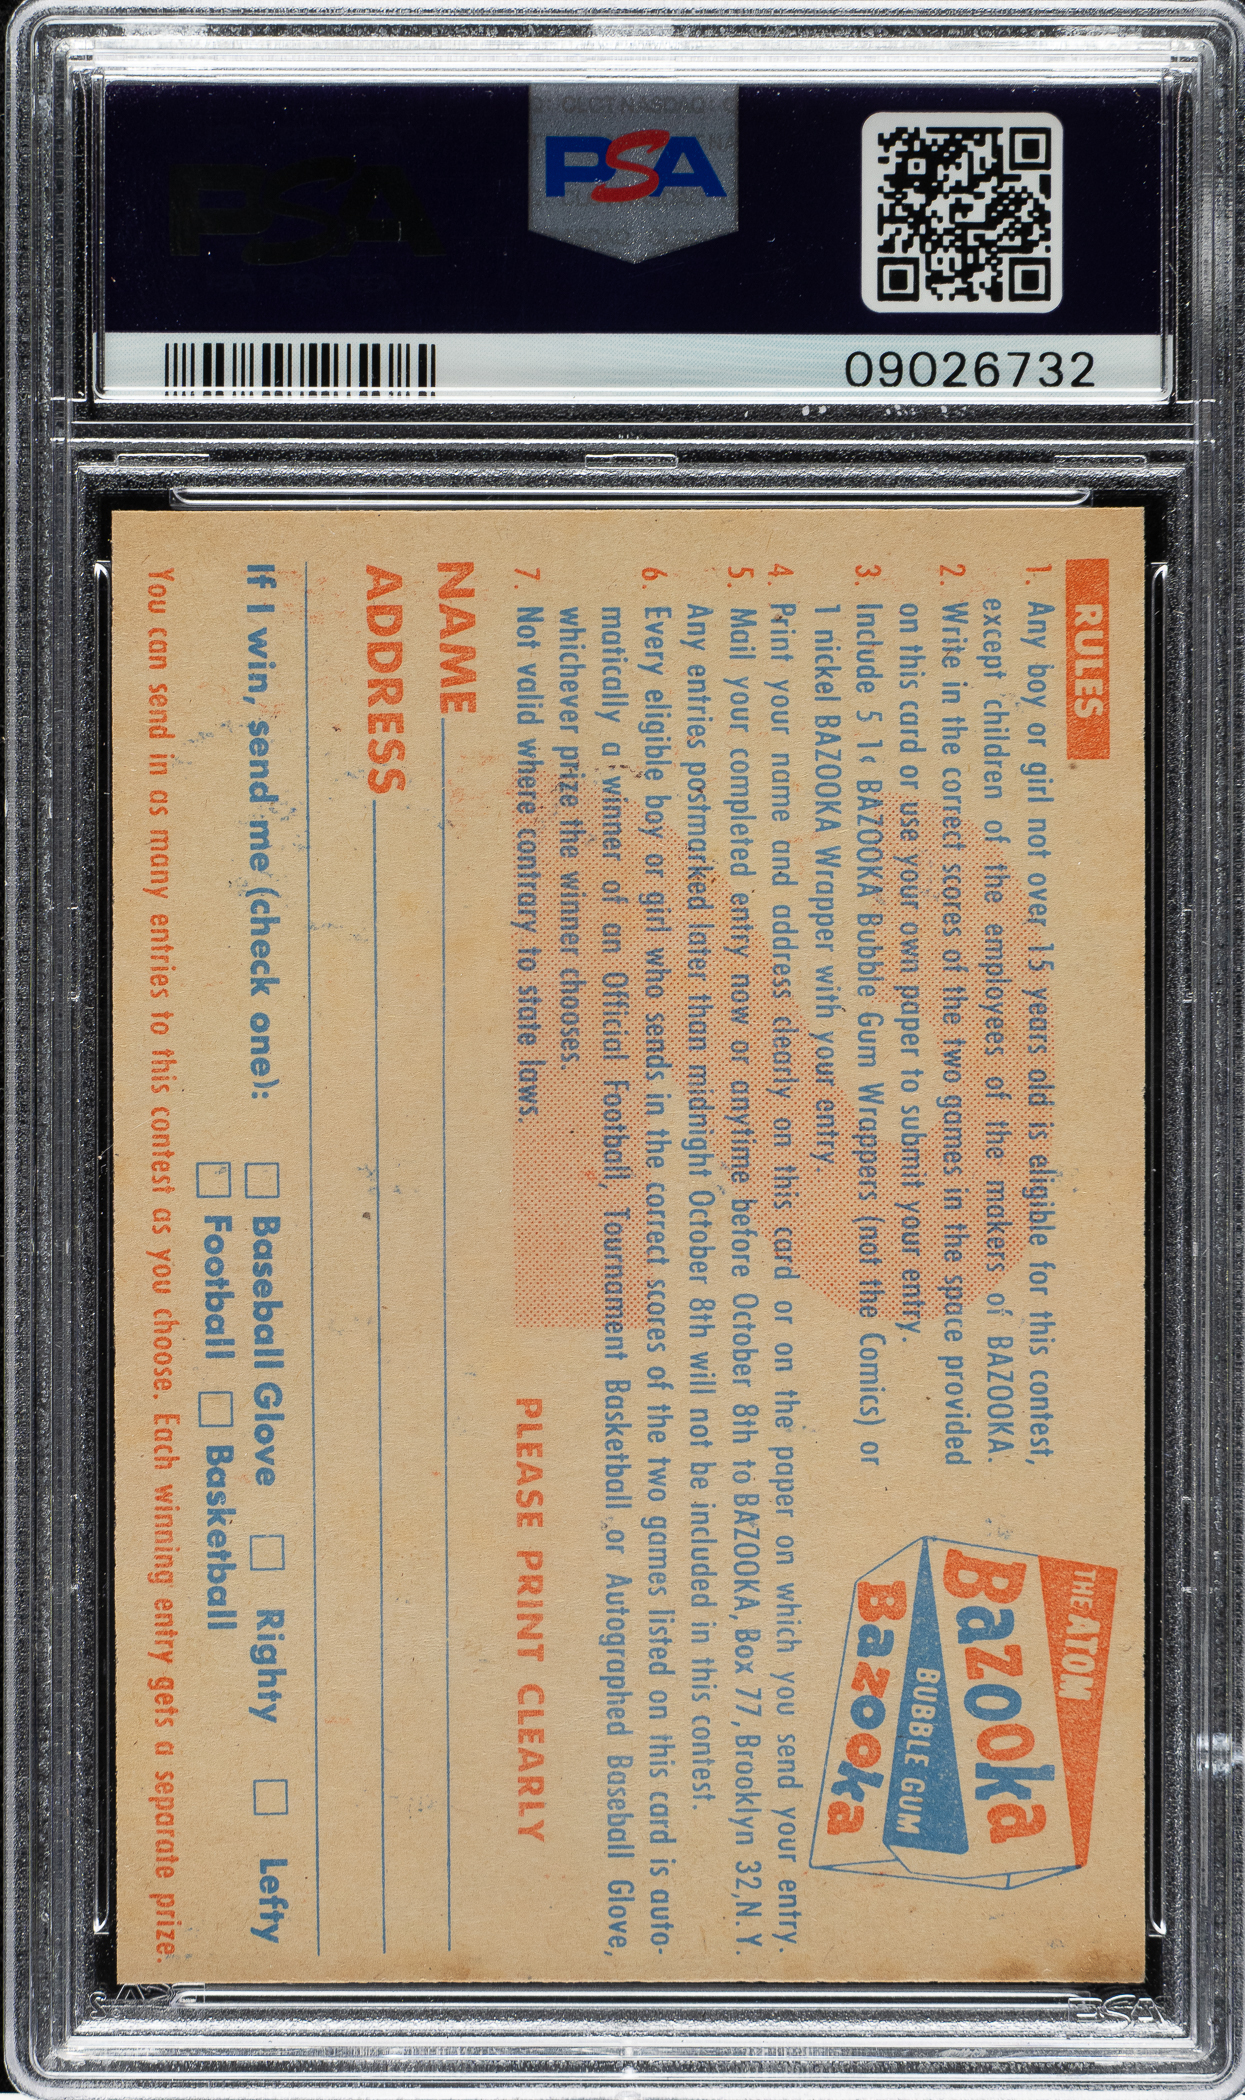 PSA
PSA
09026732
RULES
1. Any boy or girl not over 15 years old is eligible for this contest,
except children of the employees of the makers of BAZOOKA.
2. Write in the correct scores of the two games in the space provided
on this card or use your own paper to submit your entry.
3. Include 5 1¢ BAZOOKA Bubble Gum Wrappers (not the Comics) or
1 nickel BAZOOKA Wrapper with your entry.
4. Print your name and address clearly on this card or on the paper on which you send your entry.
5. Mail your completed entry now or anytime before October 8th to BAZOOKA, Box 77, Brooklyn 32, N. Y.
Any entries postmarked later than midnight October 8th will not be included in this contest.
6. Every eligible boy or girl who sends in the correct scores of the two games listed on this card is auto-
matically a winner of an Official Football, Tournament Basketball or Autographed Baseball Glove,
whichever prize the winner chooses.
7. Not valid where contrary to state laws.
THE ATOM
Bazooka
BUBBLE GUM
Bazooka
PLEASE PRINT CLEARLY
NAME
ADDRESS
If I win, send me (check one): Baseball Glove Righty Lefty
Football Basketball
You can send in as many entries to this contest as you choose. Each winning entry gets a separate prize.
PSA